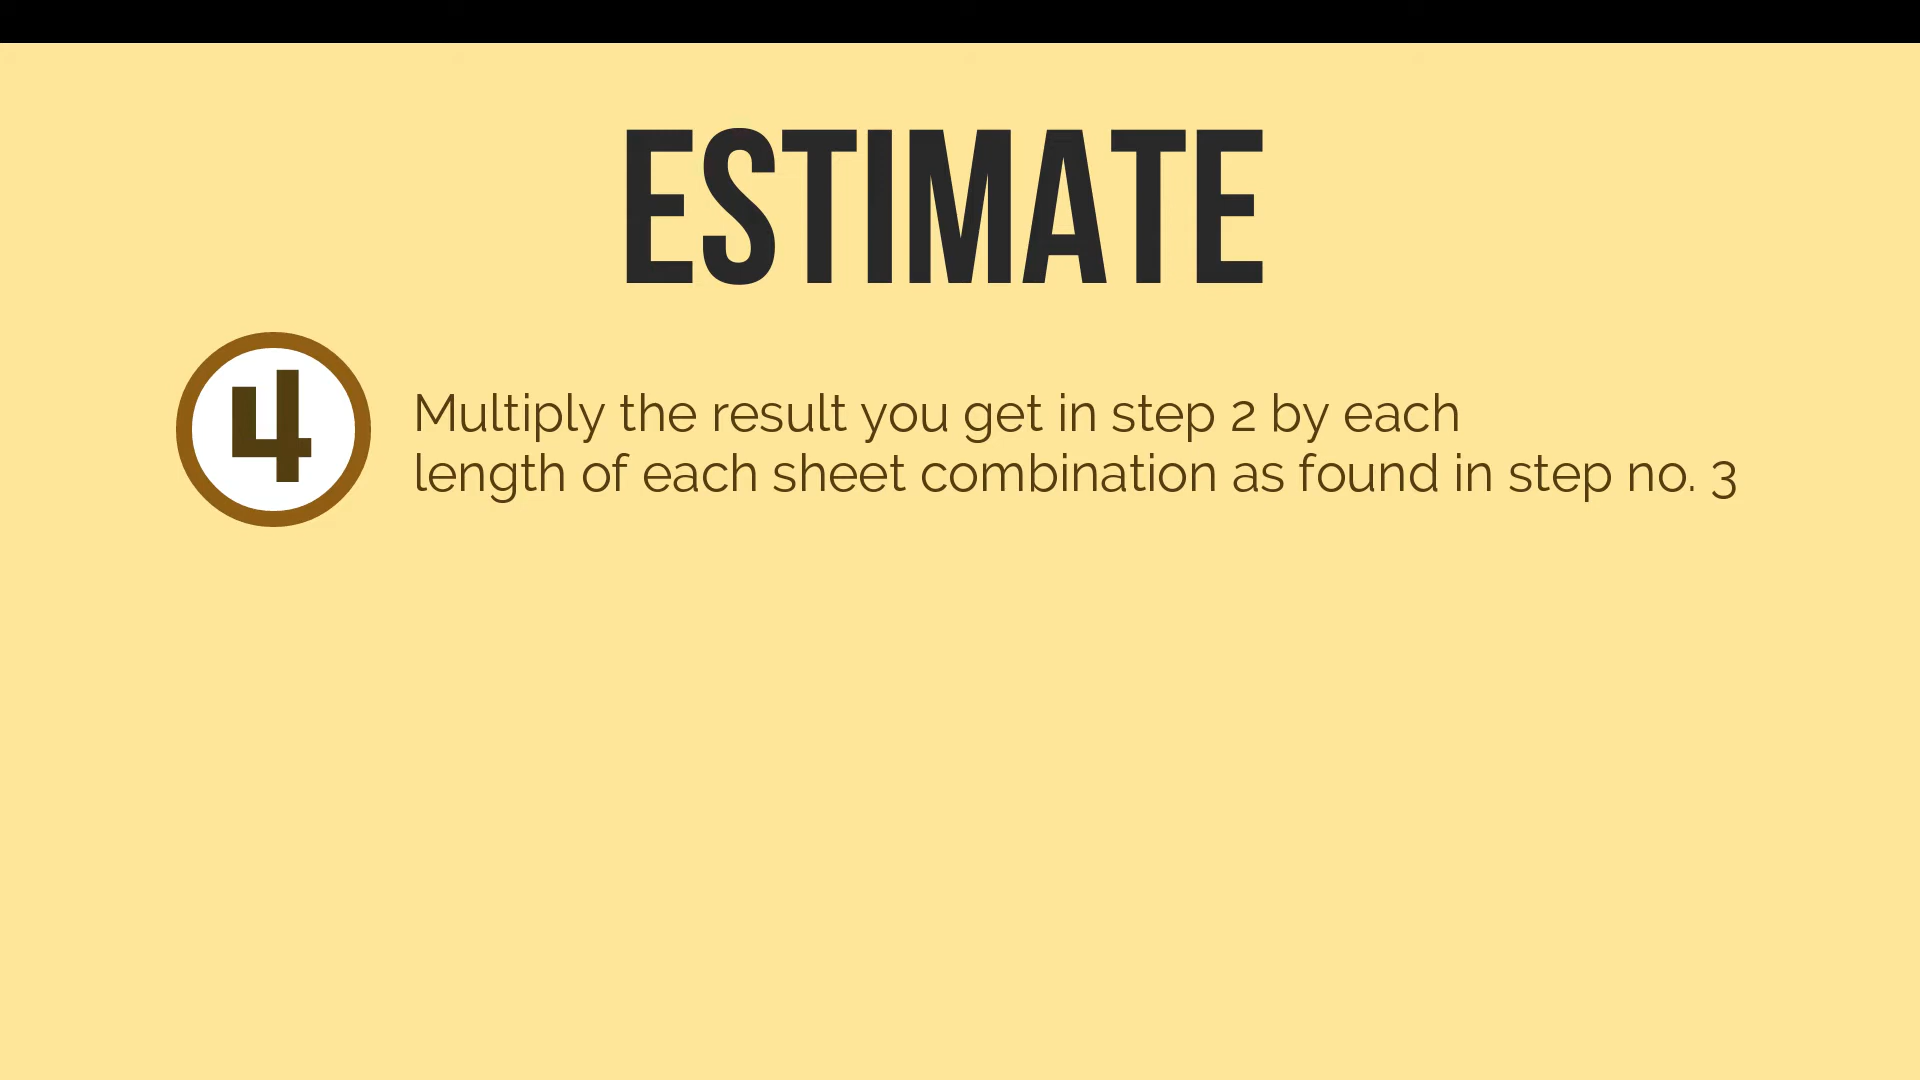 ESTIMATE
4
Multiply the result you get in step 2 by each
length of each sheet combination as found in step no. 3